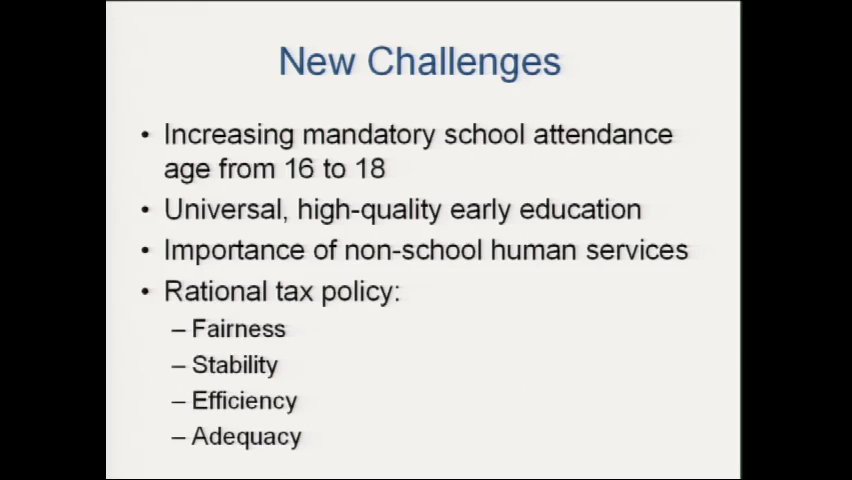 New Challenges
• Increasing mandatory school attendance
age from 16 to 18
• Universal, high-quality early education
• Importance of non-school human services
• Rational tax policy:
– Fairness
– Stability
– Efficiency
– Adequacy